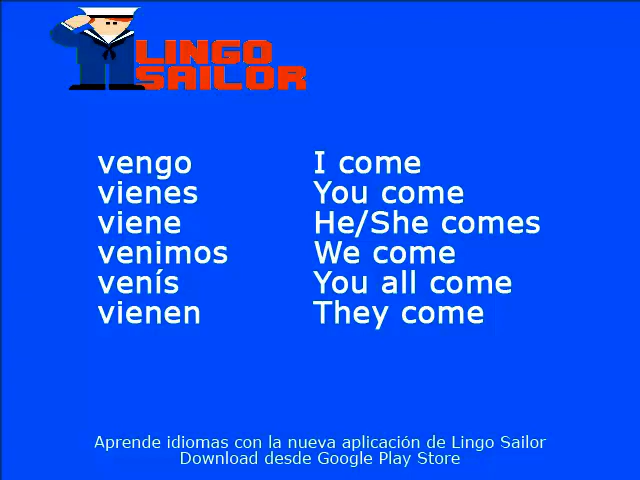 LINGO
SAILOR
vengo I come
vienes You come
viene He/She comes
venimos We come
venís You all come
vienen They come
Aprende idiomas con la nueva aplicación de Lingo Sailor
Download desde Google Play Store